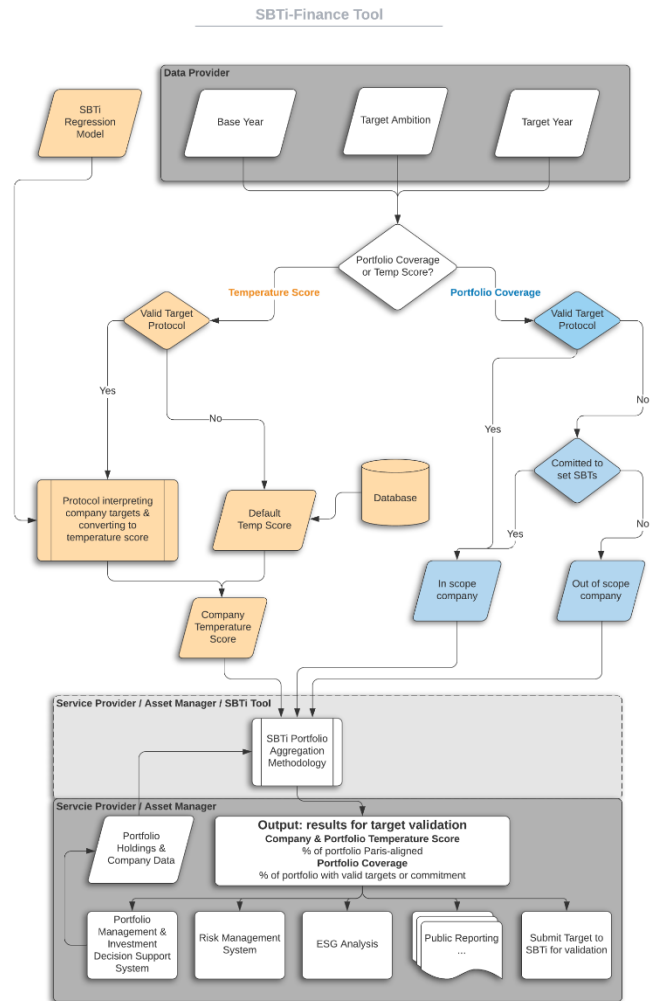 SBTi-Finance Tool
Data Provider
SBTi
Regression
Model
Base Year
Target Ambition
Target Year
Portfolio Coverage
or Temp Score?
Temperature Score
Portfolio Coverage
Valid Target
Protocol
Valid Target
Protocol
Yes
No
Yes
No
Comitted to
set SBTs
Protocol interpreting
company targets &
converting to
temperature score
Default
Temp Score
Database
Yes
No
In scope
company
Out of scope
company
Company
Temperature
Score
Service Provider / Asset Manager / SBTi Tool
SBTi Portfolio
Aggregation
Methodology
Servcie Provider / Asset Manager
Portfolio
Holdings &
Company Data
Output: results for target validation
Company & Portfolio Temperature Score
% of portfolio Paris-aligned
Portfolio Coverage
% of portfolio with valid targets or commitment
Portfolio
Management &
Investment
Decision Support
System
Risk Management
System
ESG Analysis
Public Reporting
...
Submit Target to
SBTi for validation